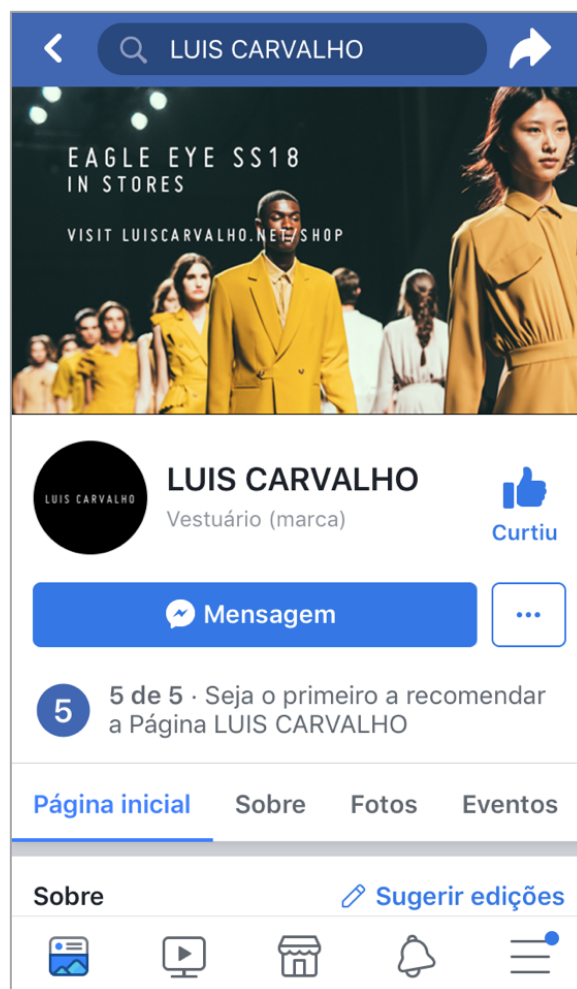 LUIS CARVALHO
EAGLE EYE SS18
IN STORES
VISIT LUISCARVALHO.NET/SHOP
LUIS CARVALHO
LUIS CARVALHO
Vestuário (marca)
Curtiu
Mensagem
5
5 de 5 · Seja o primeiro a recomendar
a Página LUIS CARVALHO
Página inicial Sobre Fotos Eventos
Sobre Sugerir edições